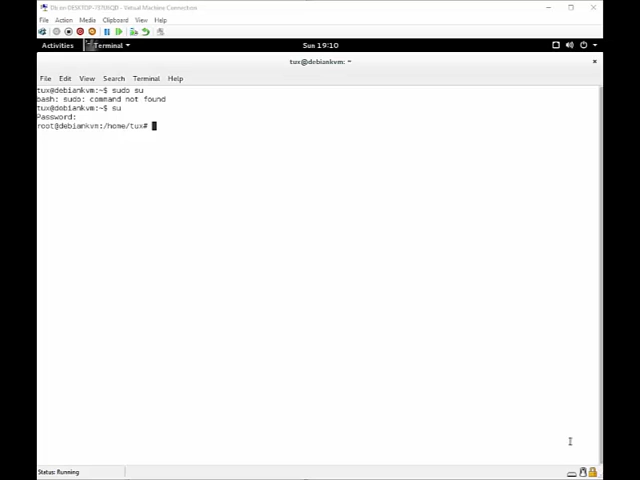 Action Media Clipboard View Help
File
Activities Terminal Sun 19:10
tux@debiankvm: ~
File Edit View Search Terminal Help
tux@debiankvm:~$ sudo su
bash: sudo: command not found
tux@debiankvm:~$ su
Password:
root@debiankvm:/home/tux#
Status: Running